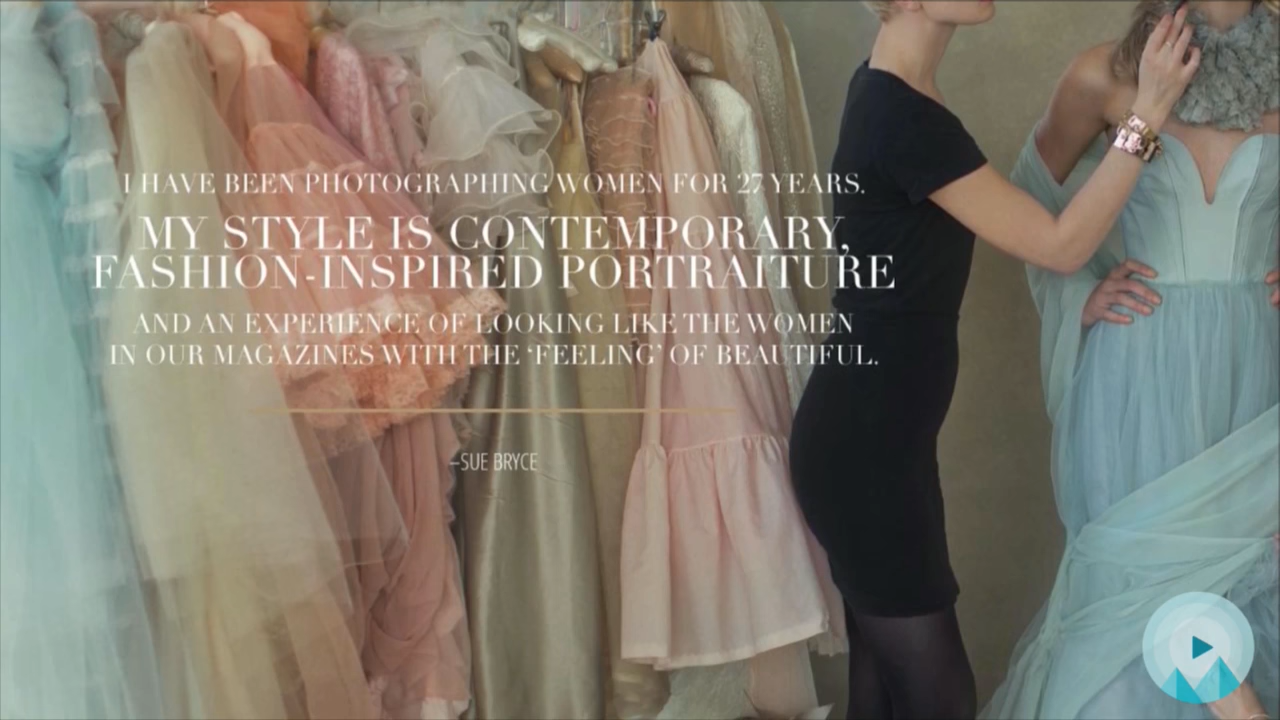 I HAVE BEEN PHOTOGRAPHING WOMEN FOR 27 YEARS.
MY STYLE IS CONTEMPORARY,
FASHION-INSPIRED PORTRAITURE
AND AN EXPERIENCE OF LOOKING LIKE THE WOMEN
IN OUR MAGAZINES WITH THE ‘FEELING’ OF BEAUTIFUL.
–SUE BRYCE